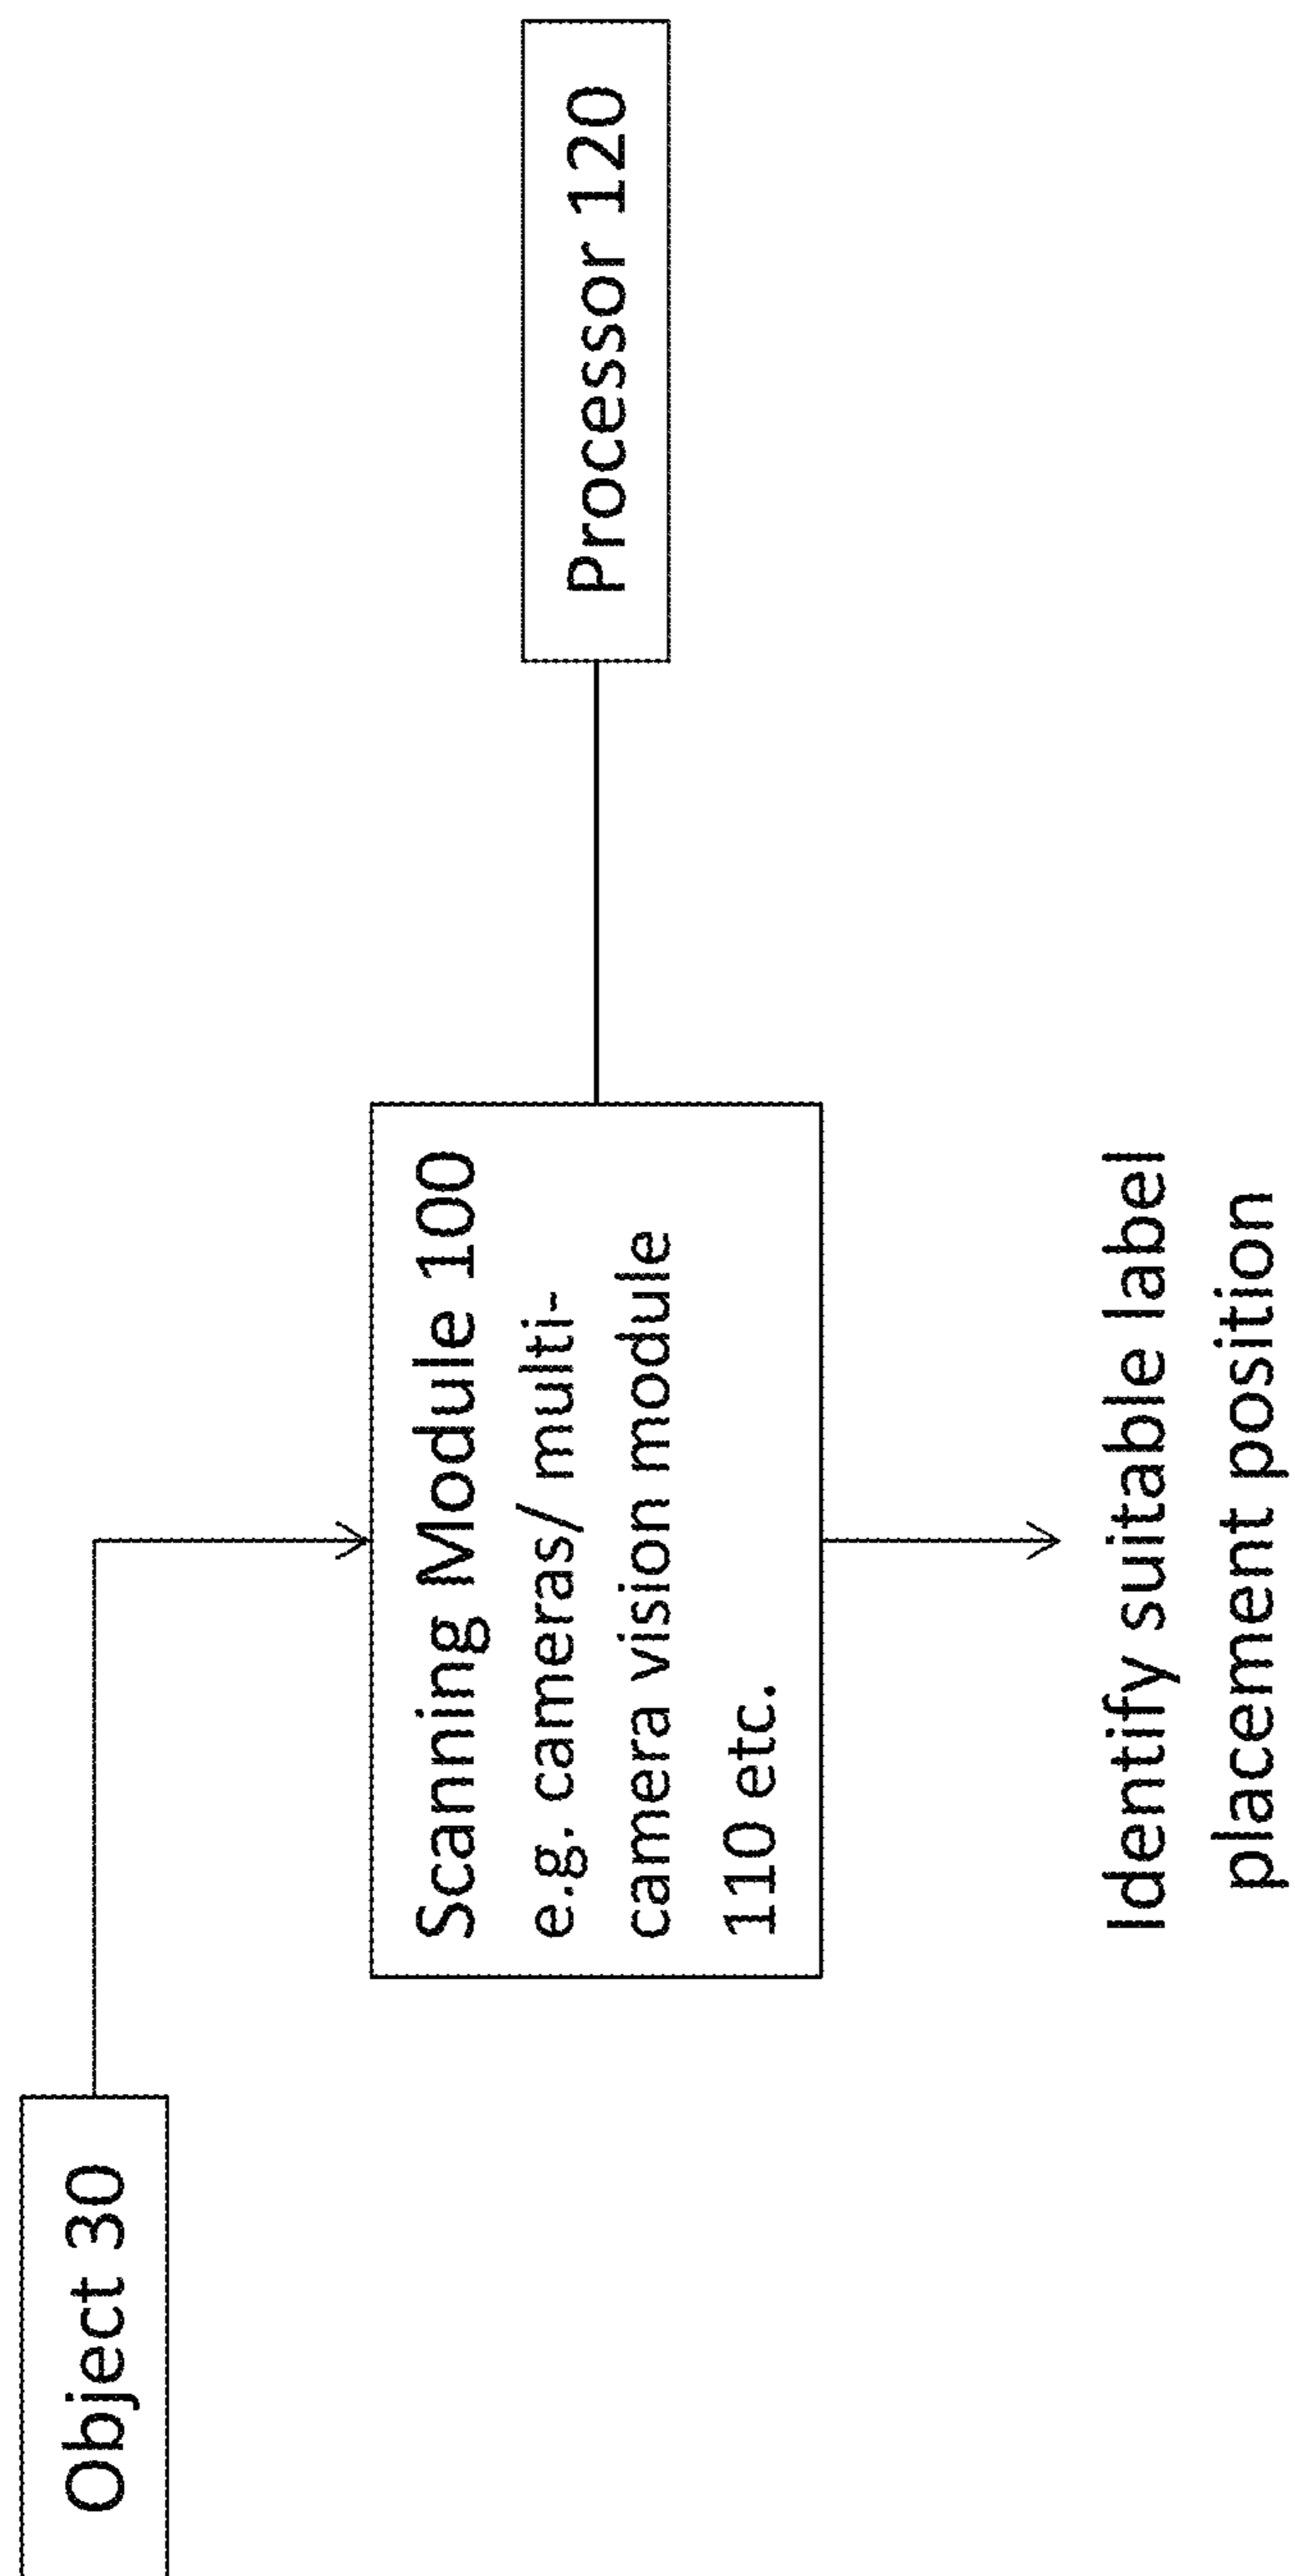 Object 30
Scanning Module 100
e.g. cameras/ multi-
camera vision module
110 etc.
Processor 120
Identify suitable label
placement position